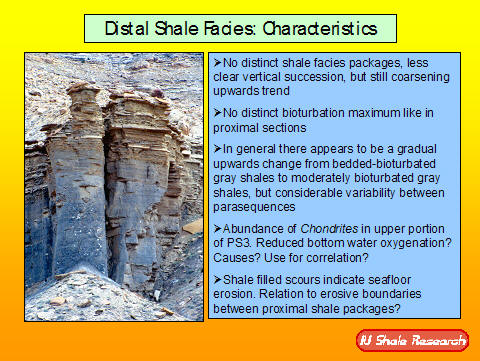 Distal Shale Facies: Characteristics
➢No distinct shale facies packages, less
clear vertical succession, but still coarsening
upwards trend
➢No distinct bioturbation maximum like in
proximal sections
➢In general there appears to be a gradual
upwards change from bedded-bioturbated
gray shales to moderately bioturbated gray
shales, but considerable variability between
parasequences
➢Abundance of Chondrites in upper portion
of PS3. Reduced bottom water oxygenation?
Causes? Use for correlation?
➢Shale filled scours indicate seafloor
erosion. Relation to erosive boundaries
between proximal shale packages?
IU Shale Research